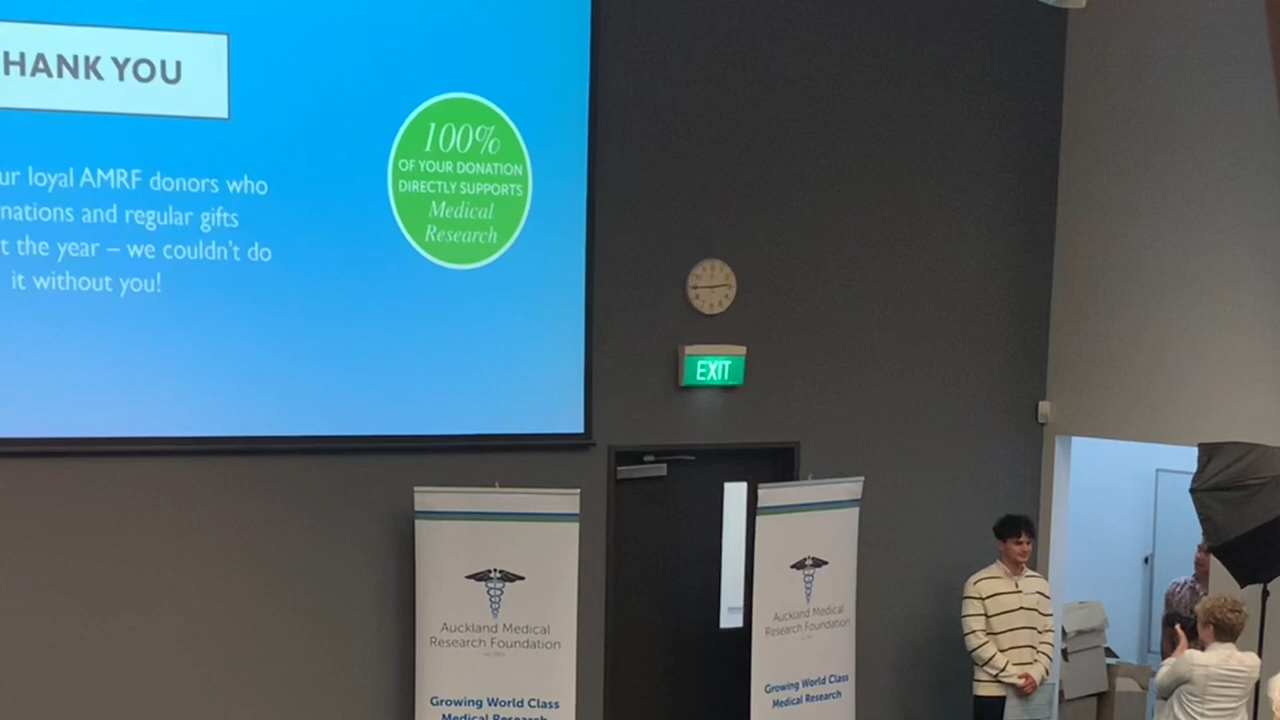 HANK YOU
ur loyal AMRF donors who
nations and regular gifts
t the year – we couldn't do
it without you!
100%
OF YOUR DONATION
DIRECTLY SUPPORTS
Medical
Research
EXIT
Auckland Medical
Research Foundation
Growing World Class
Medical Research
Auckland Medical
Research Foundation
Growing World Class
Medical Research